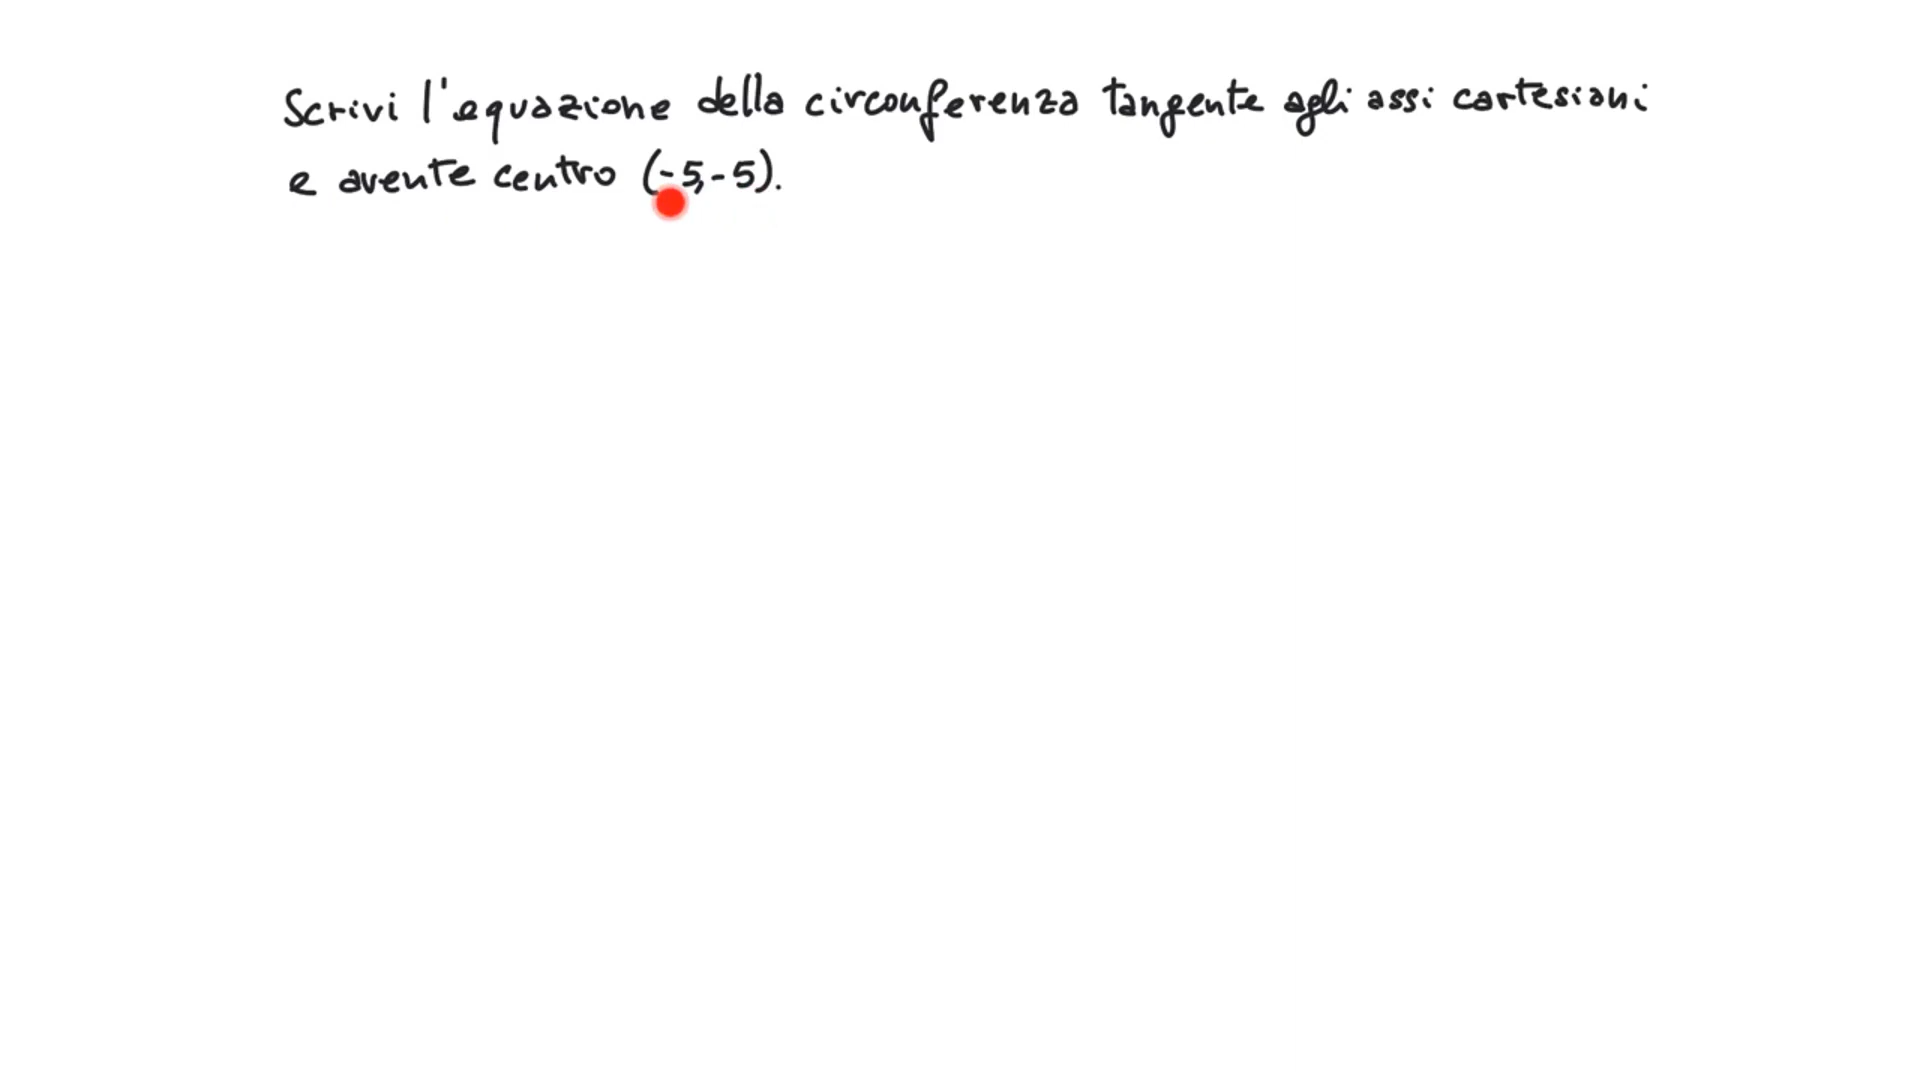 Scrivi l'equazione della circonferenza tangente agli assi cartesiani
e avente centro (-5,-5).